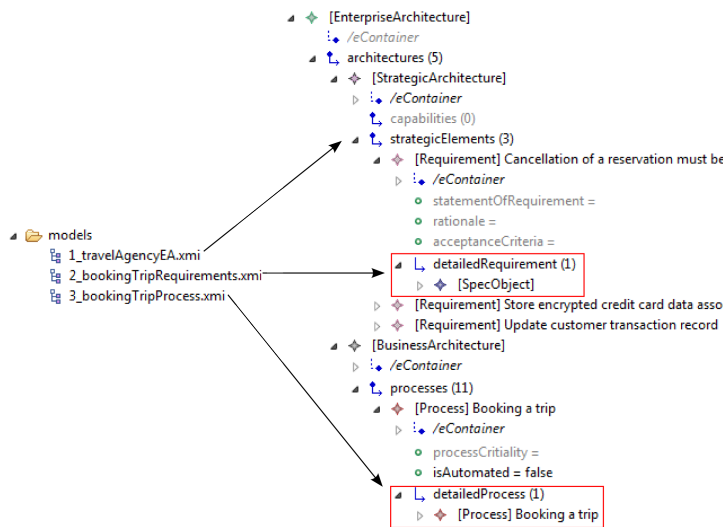 [EnterpriseArchitecture]
/eContainer
architectures (5)
[StrategicArchitecture]
/eContainer
capabilities (0)
strategicElements (3)
[Requirement] Cancellation of a reservation must be
/eContainer
statementOfRequirement =
rationale =
acceptanceCriteria =
detailedRequirement (1)
[SpecObject]
[Requirement] Store encrypted credit card data asso
[Requirement] Update customer transaction record
[BusinessArchitecture]
/eContainer
processes (11)
[Process] Booking a trip
/eContainer
processCritiality =
isAutomated = false
detailedProcess (1)
[Process] Booking a trip
models
1_travelAgencyEA.xmi
2_bookingTripRequirements.xmi
3_bookingTripProcess.xmi